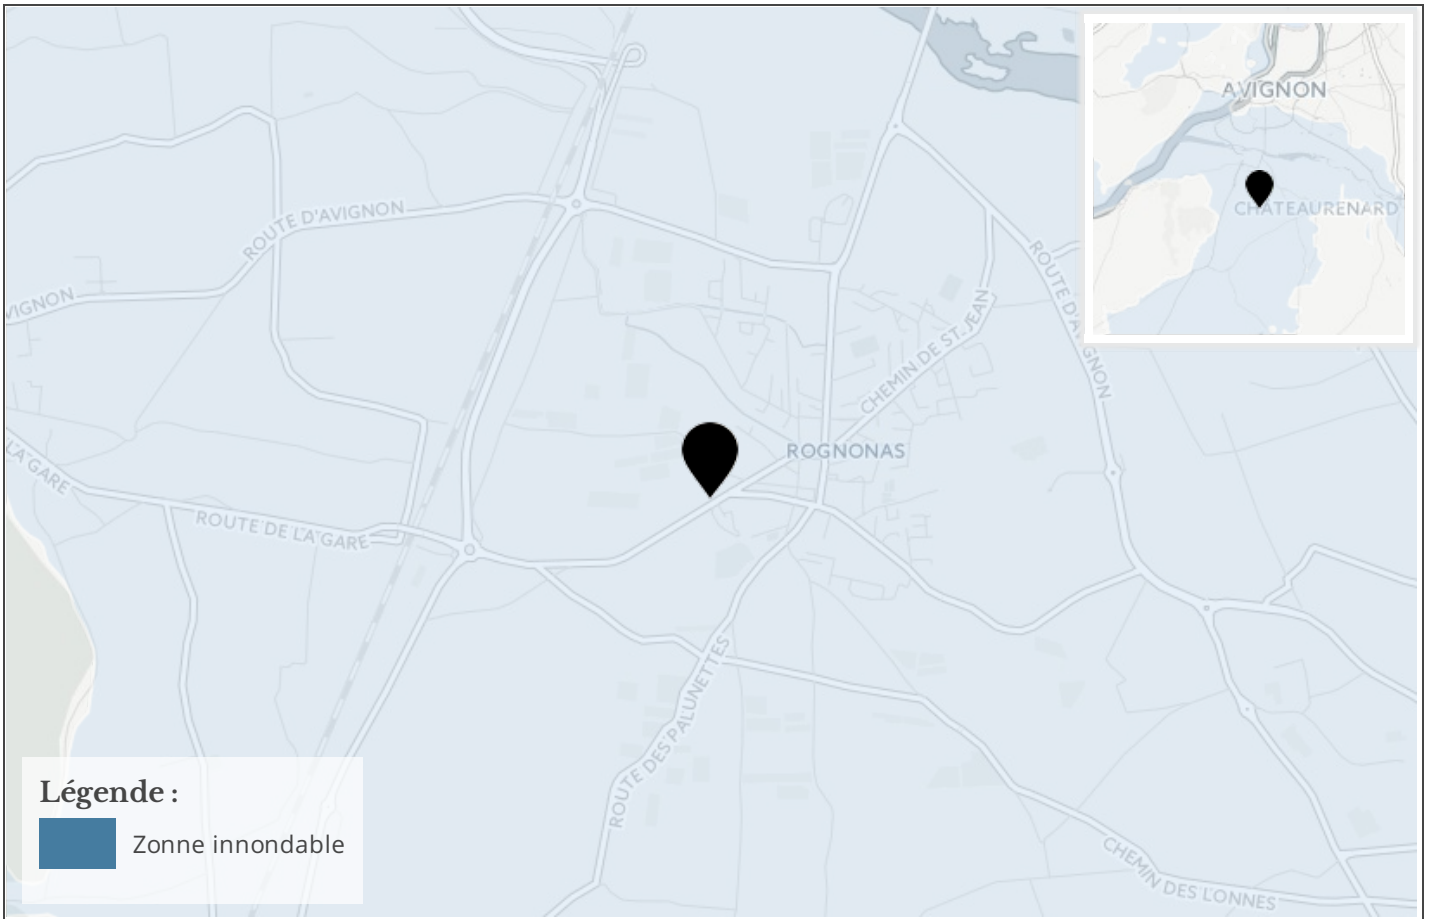 AVIGNON
CHATEAURENARD
ROUTE D'AVIGNON
VIGNON
ROUTE D'AVIGNON
CHEMIN DE ST-JEAN
ROGNONAS
LA GARE
ROUTE DE LA GARE
ROUTE DES PALUNETTES
CHEMIN DES LONNES
Légende :
Zonne innondable